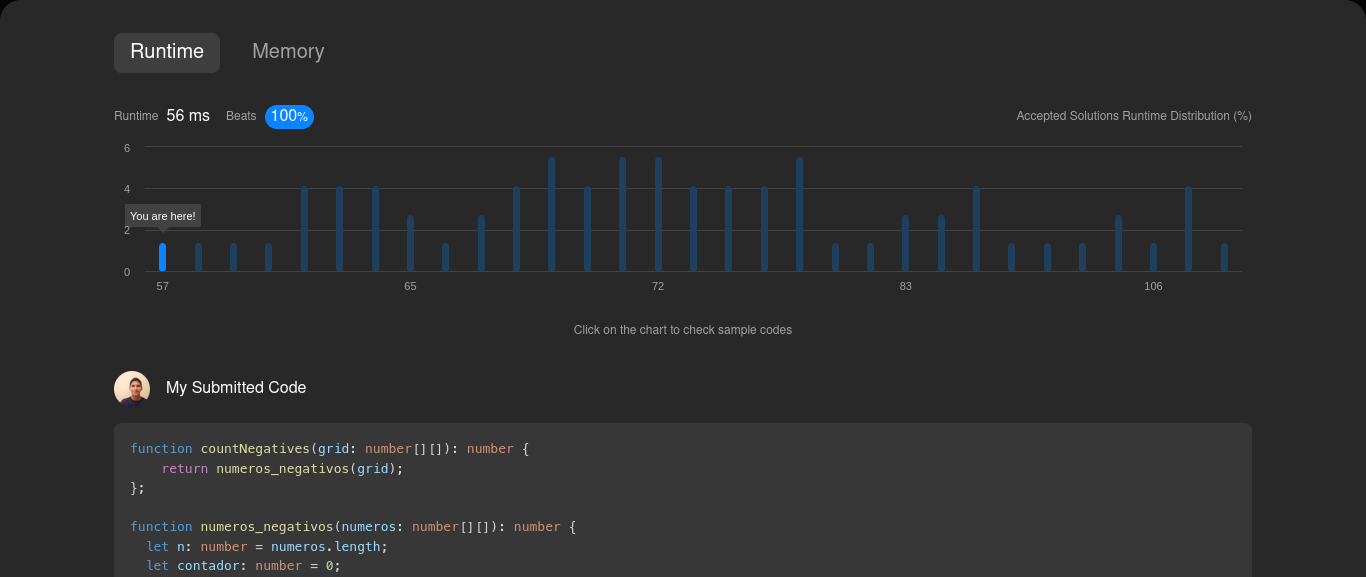 Runtime Memory
Runtime 56 ms Beats 100% Accepted Solutions Runtime Distribution (%)
6
4
You are here!
2
0
57 65 72 83 106
Click on the chart to check sample codes
My Submitted Code
function countNegatives(grid: number[][]): number {
    return numeros_negativos(grid);
};

function numeros_negativos(numeros: number[][]): number {
  let n: number = numeros.length;
  let contador: number = 0;